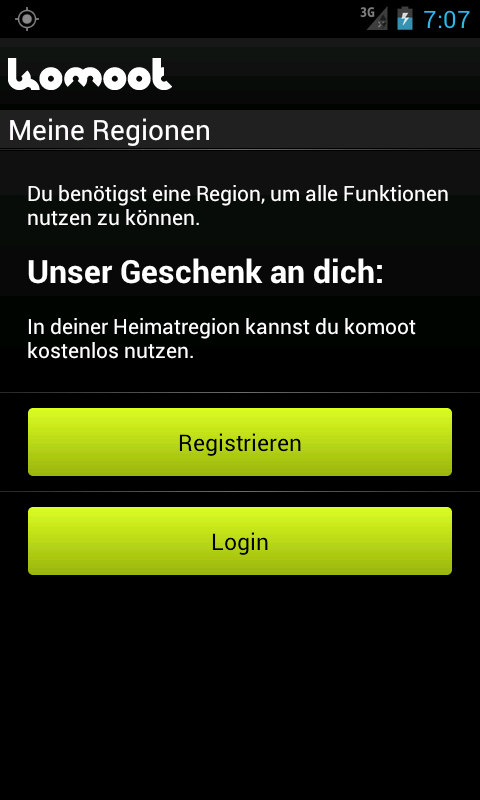 3G 7:07
komoot
Meine Regionen
Du benötigst eine Region, um alle Funktionen
nutzen zu können.
Unser Geschenk an dich:
In deiner Heimatregion kannst du komoot
kostenlos nutzen.
Registrieren
Login